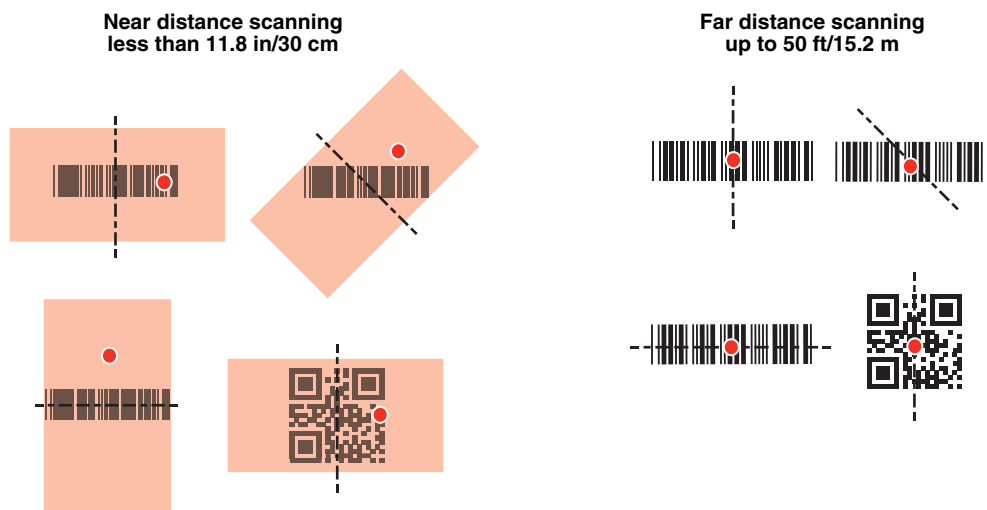 Near distance scanning
less than 11.8 in/30 cm
Far distance scanning
up to 50 ft/15.2 m